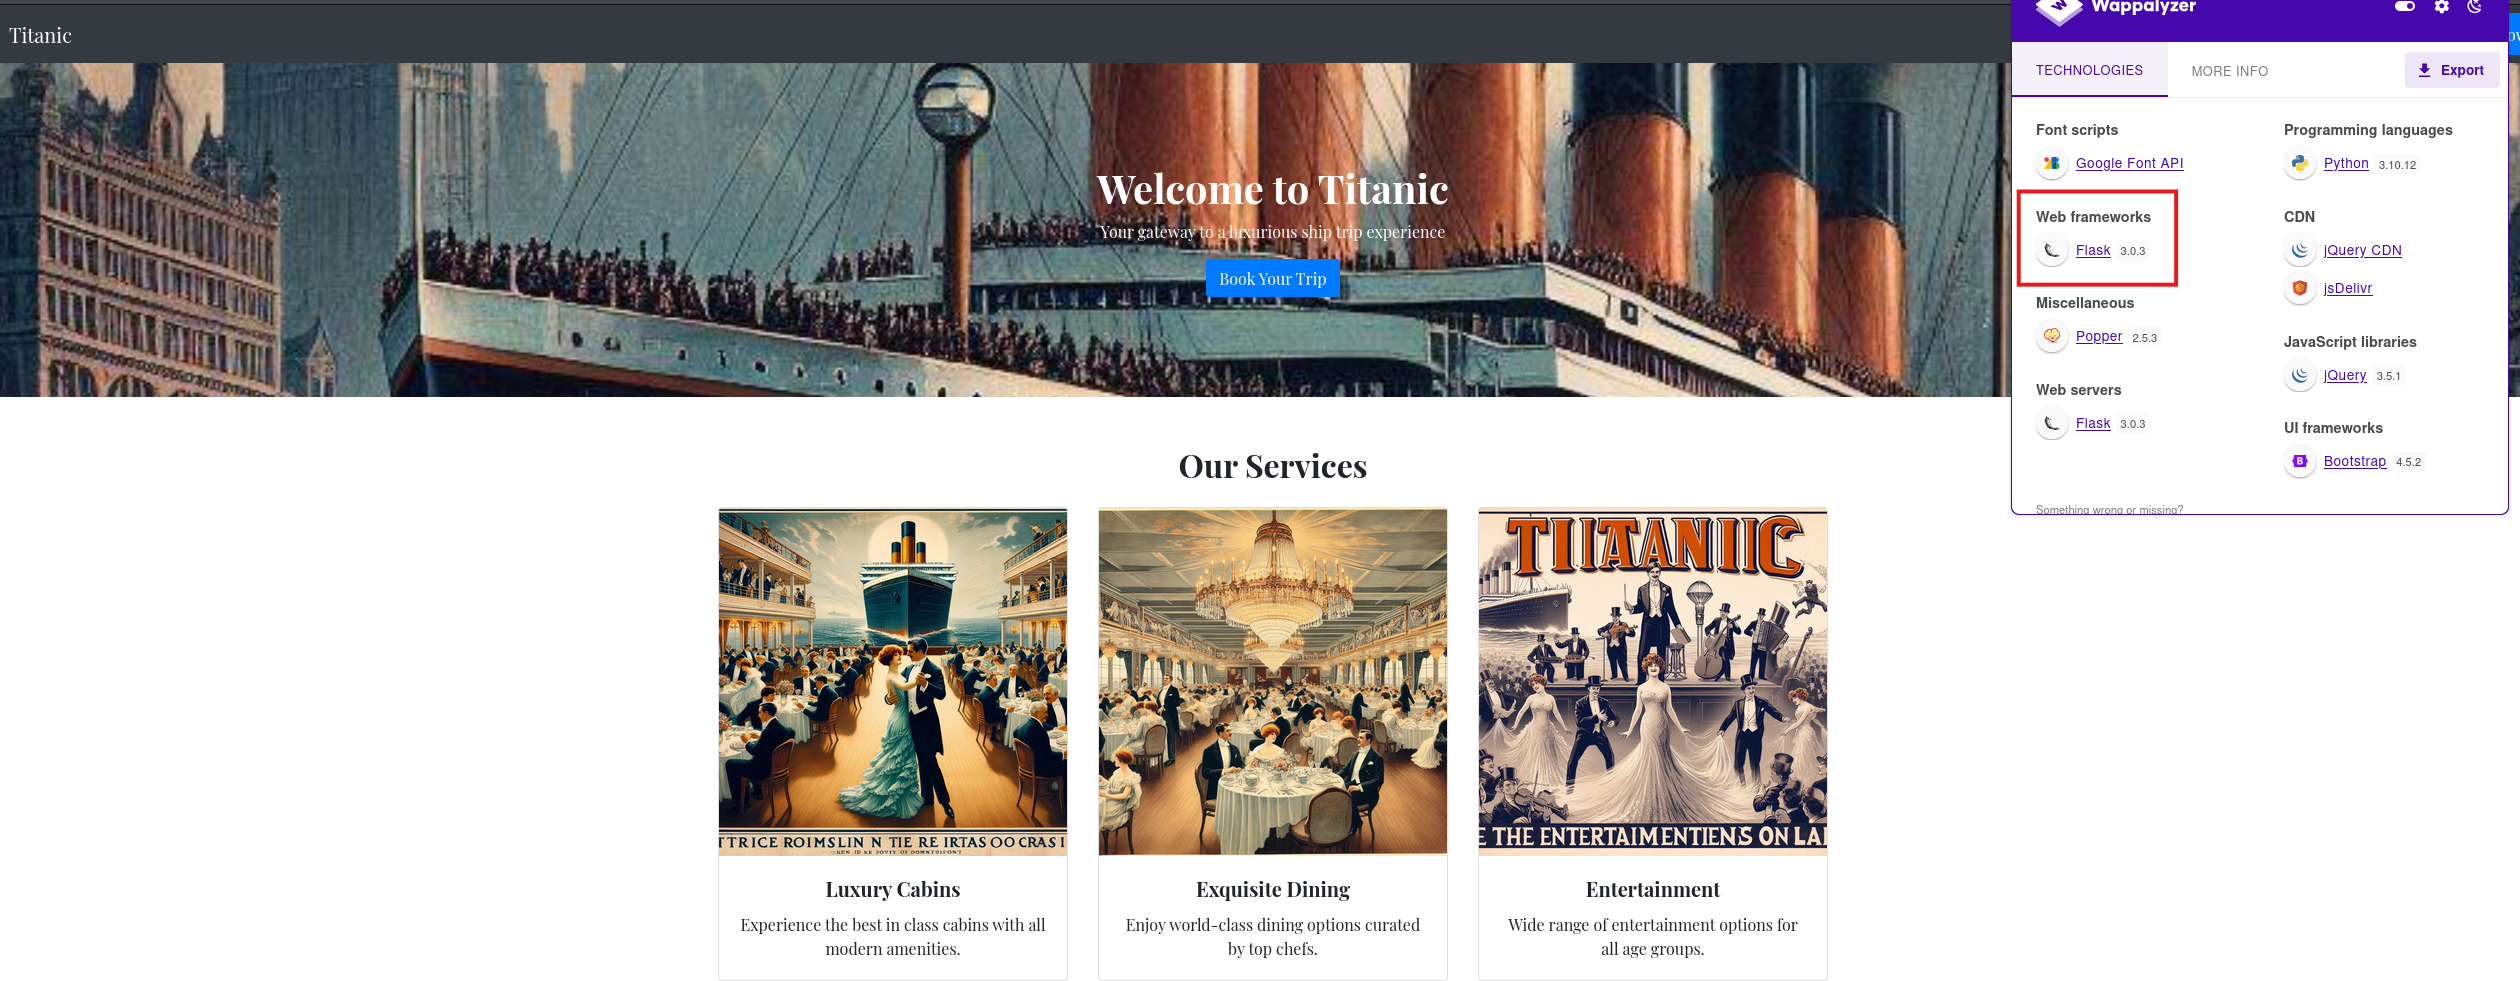 Titanic
Welcome to Titanic
Your gateway to a luxurious ship trip experience
Book Your Trip
Wappalyzer
TECHNOLOGIES
MORE INFO
Export
Font scripts
Google Font API
Web frameworks
Flask 3.0.3
Miscellaneous
Popper 2.5.3
Web servers
Flask 3.0.3
Programming languages
Python 3.10.12
CDN
jQuery CDN
jsDelivr
JavaScript libraries
jQuery 3.5.1
UI frameworks
Bootstrap 4.5.2
Something wrong or missing?
Our Services
TTRICE ROIMSLIN N TIE RE IRTAS OO CRAS I
TITAANIC
E THE ENTERTAIMENTIENS ON LAI
Luxury Cabins
Experience the best in class cabins with all
modern amenities.
Exquisite Dining
Enjoy world-class dining options curated
by top chefs.
Entertainment
Wide range of entertainment options for
all age groups.